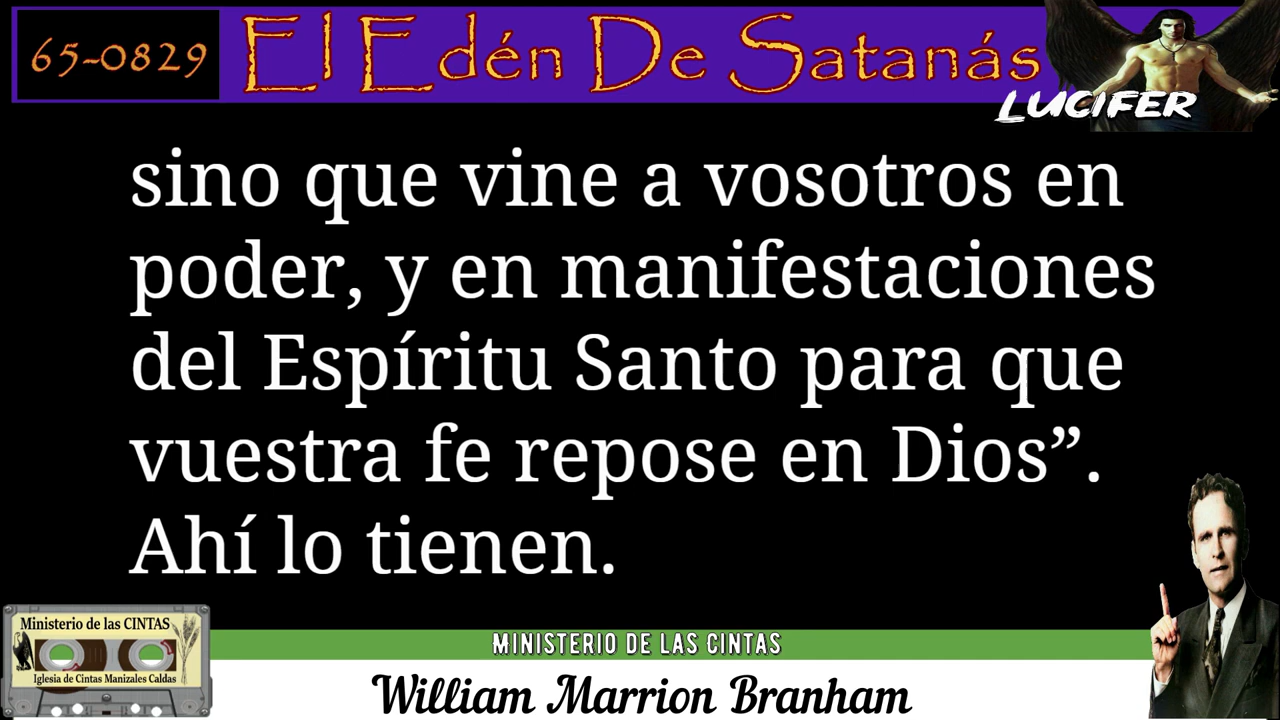 65-0829
El Edén De Satanás
LUCIFER
sino que vine a vosotros en
poder, y en manifestaciones
del Espíritu Santo para que
vuestra fe repose en Dios”.
Ahí lo tienen.
Ministerio de las CINTAS
Iglesia de Cintas Manizales Caldas
MINISTERIO DE LAS CINTAS
William Marrion Branham